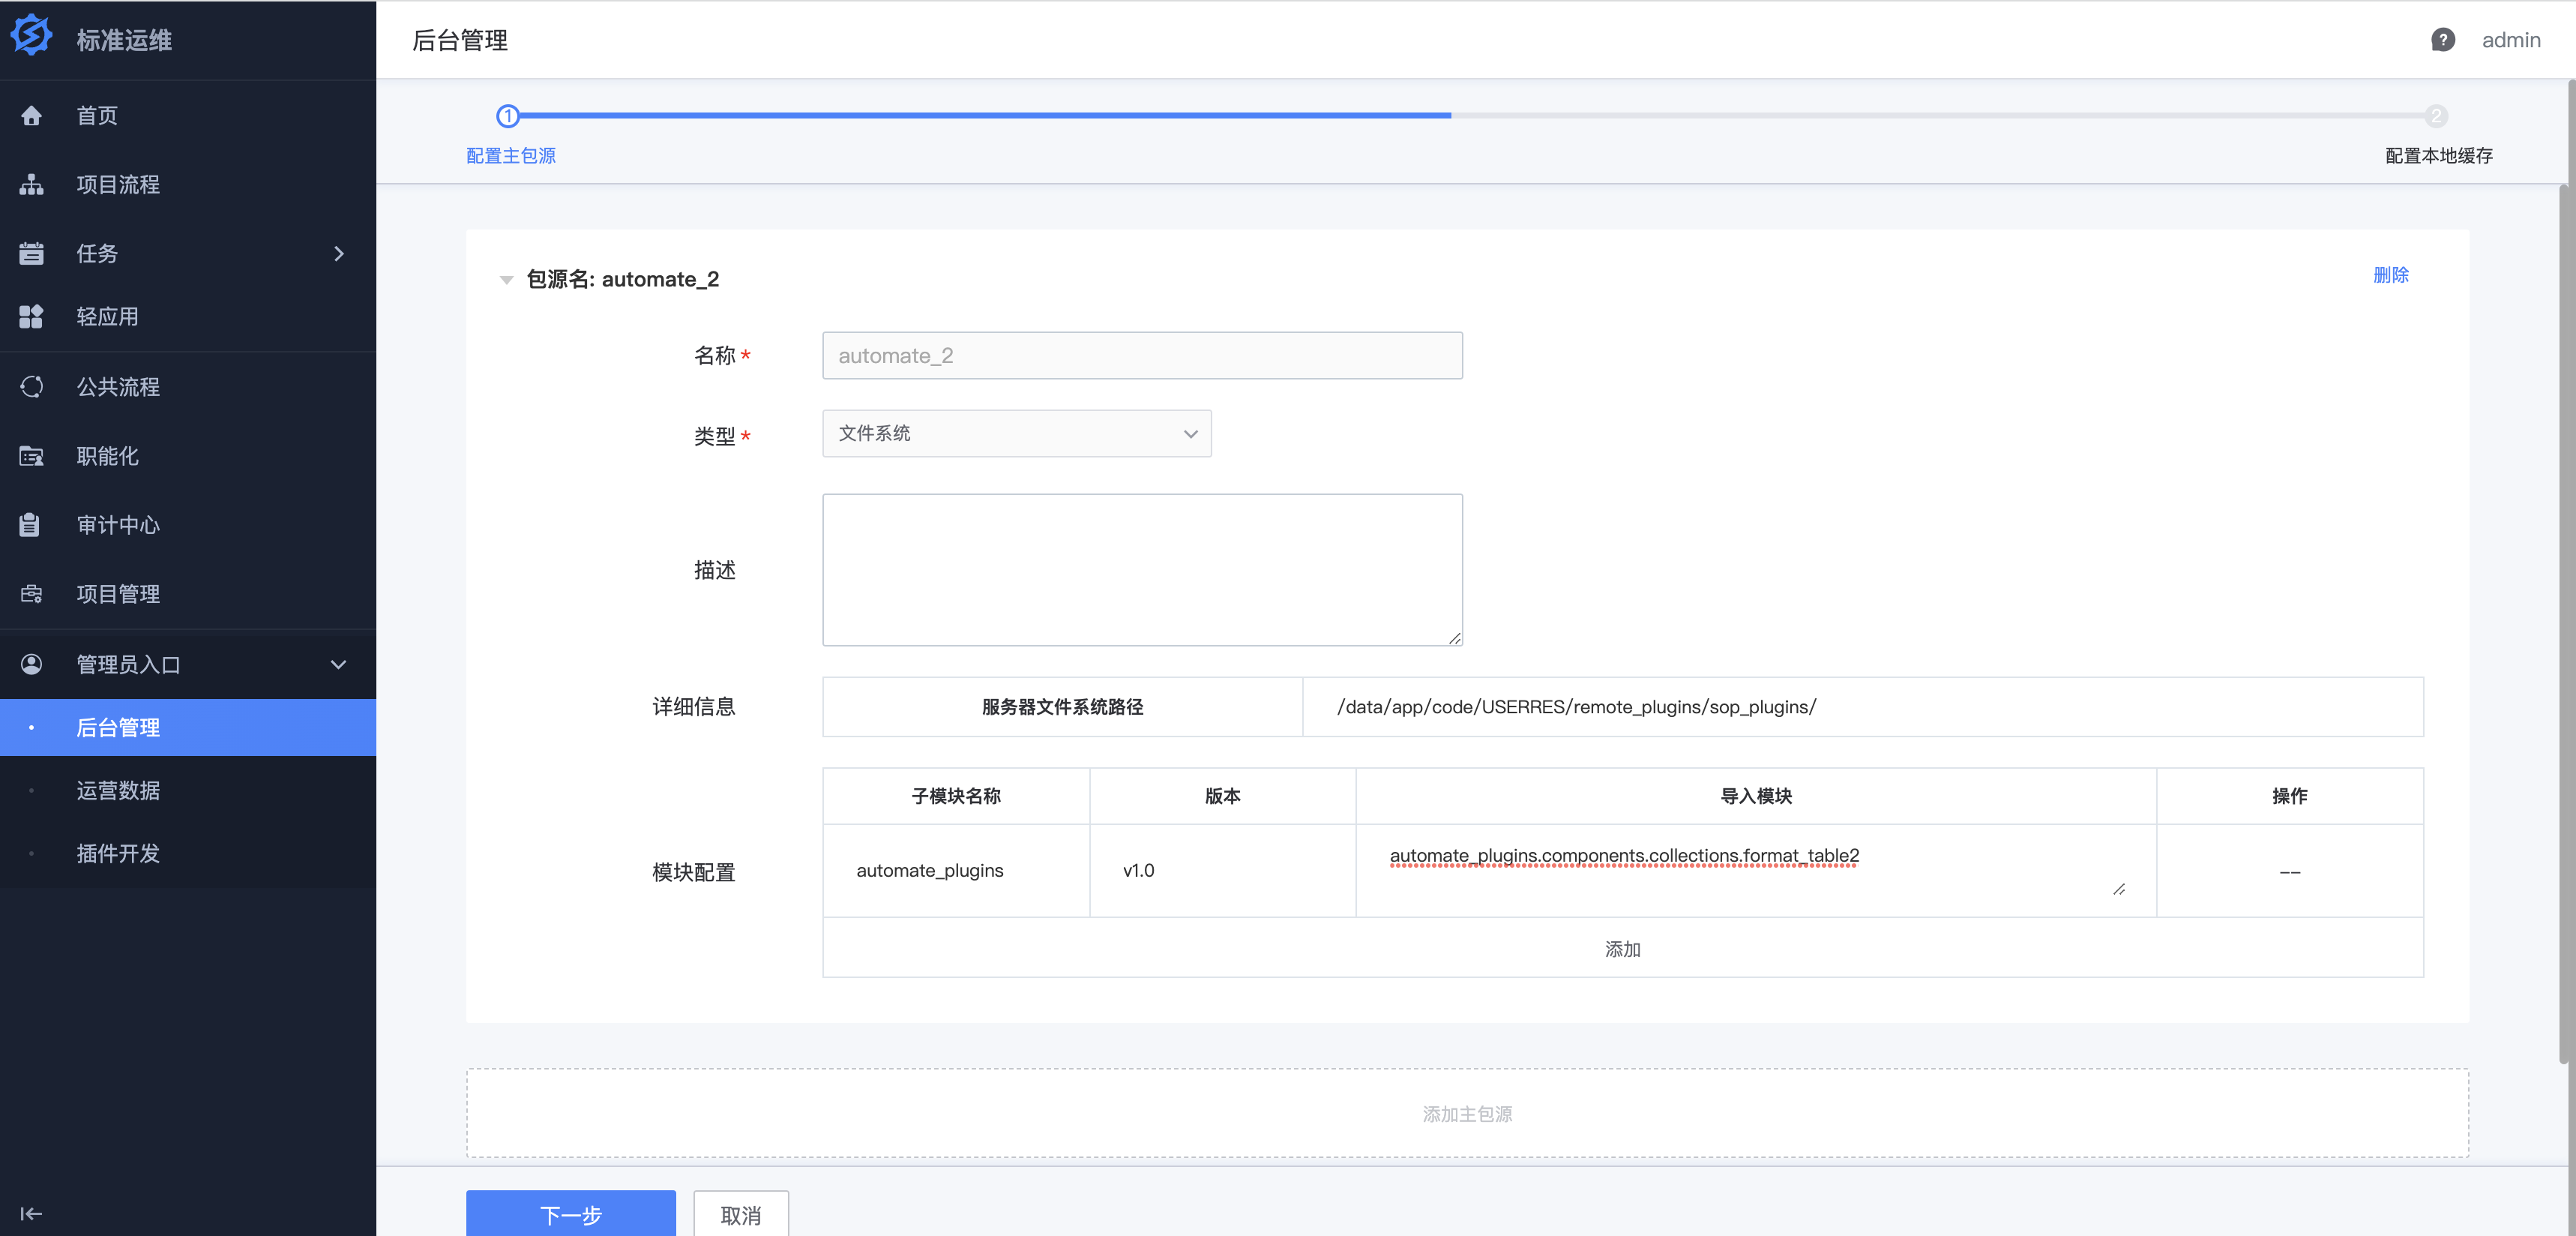 标准运维
后台管理
admin
首页
项目流程
任务
轻应用
公共流程
职能化
审计中心
项目管理
管理员入口
后台管理
运营数据
插件开发
1
2
配置主包源
配置本地缓存
包源名: automate_2
删除
名称*
automate_2
类型*
文件系统
描述
详细信息
服务器文件系统路径
/data/app/code/USERRES/remote_plugins/sop_plugins/
模块配置
子模块名称 版本 导入模块 操作
automate_plugins v1.0 automate_plugins.components.collections.format_table2 --
添加
添加主包源
下一步
取消